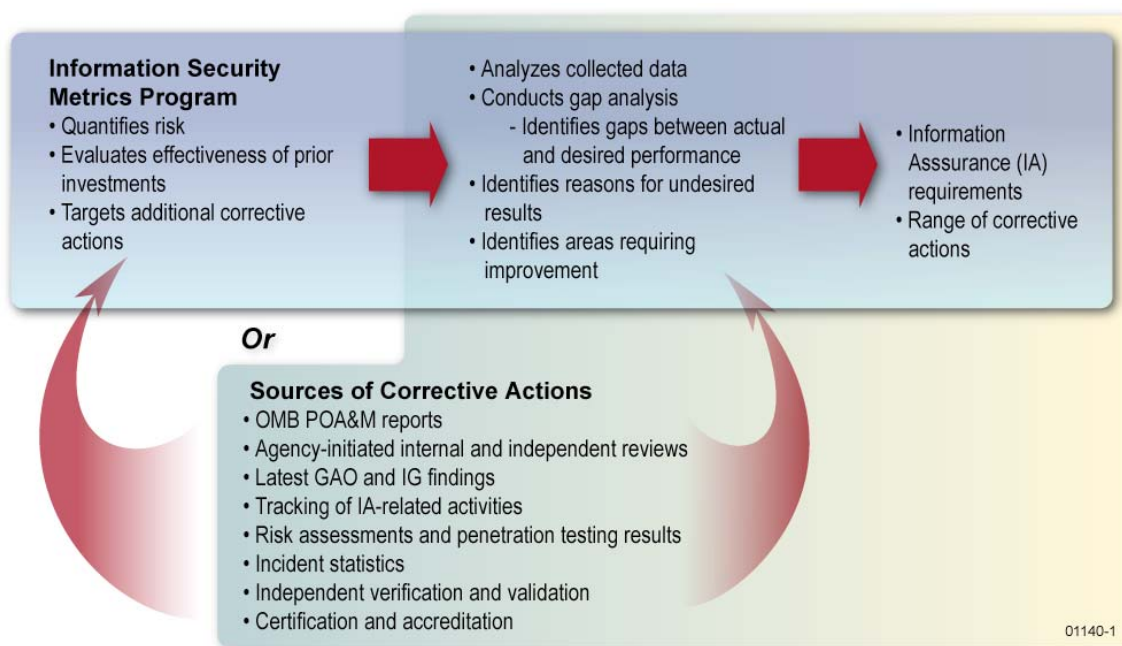 Information Security
Metrics Program
• Quantifies risk
• Evaluates effectiveness of prior
investments
• Targets additional corrective
actions
• Analyzes collected data
• Conducts gap analysis
- Identifies gaps between actual
and desired performance
• Identifies reasons for undesired
results
• Identifies areas requiring
improvement
• Information
Asssurance (IA)
requirements
• Range of corrective
actions
Or
Sources of Corrective Actions
• OMB POA&M reports
• Agency-initiated internal and independent reviews
• Latest GAO and IG findings
• Tracking of IA-related activities
• Risk assessments and penetration testing results
• Incident statistics
• Independent verification and validation
• Certification and accreditation
01140-1